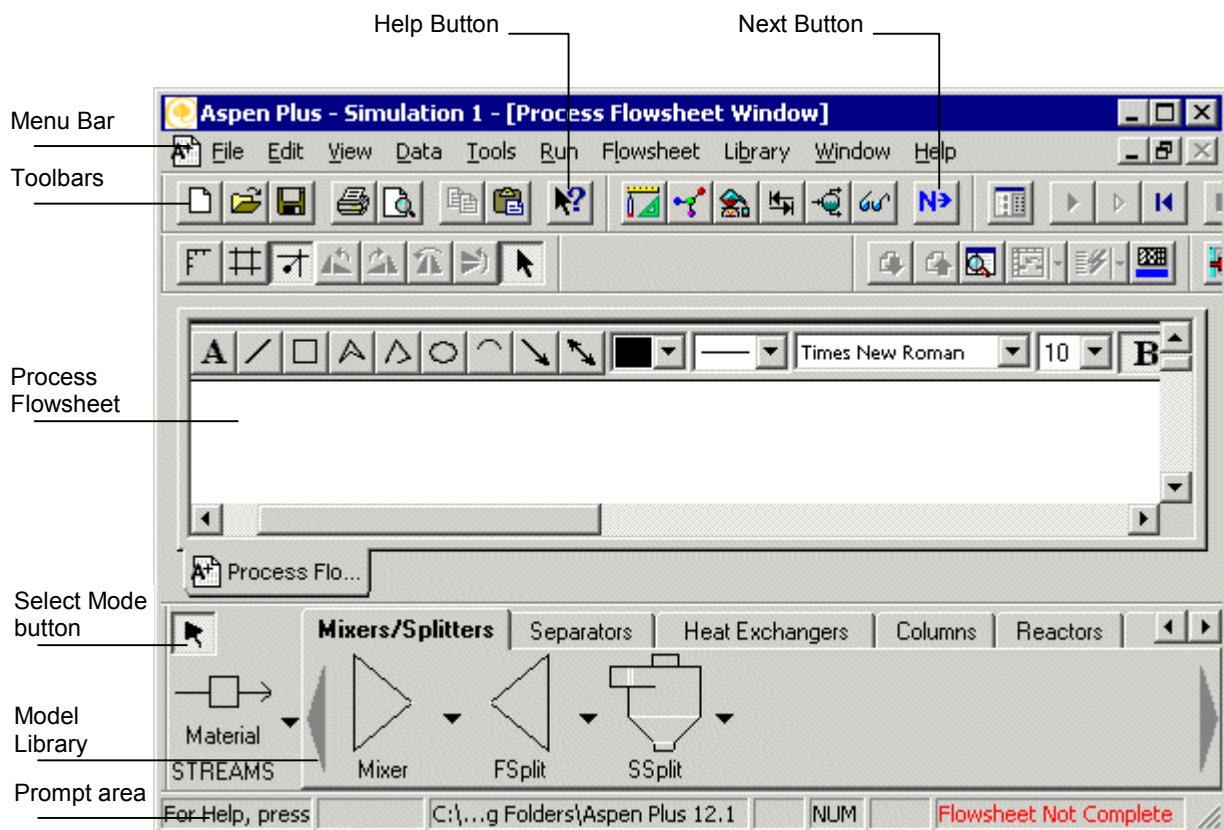 Help Button
Next Button
Aspen Plus - Simulation 1 - [Process Flowsheet Window]
Menu Bar
File Edit View Data Tools Run Flowsheet Library Window Help
Toolbars
N
A Times New Roman 10 B
Process
Flowsheet
A+ Process Flo...
Select Mode
button
Mixers/Splitters Separators Heat Exchangers Columns Reactors
Material
STREAMS
Model
Library
Mixer FSplit SSplit
Prompt area
For Help, press C:\...g Folders\Aspen Plus 12.1 NUM Flowsheet Not Complete